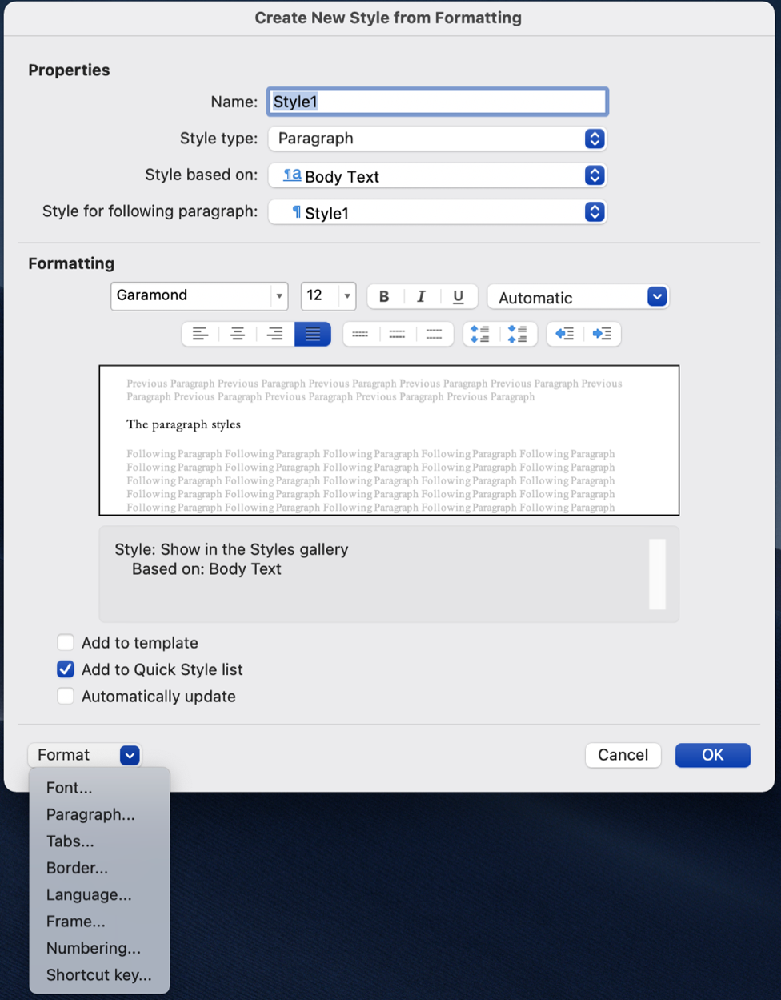 Create New Style from Formatting
Properties
Name: Style1
Style type: Paragraph
Style based on: ¶a Body Text
Style for following paragraph: ¶ Style1
Formatting
Garamond 12 B I U Automatic
Previous Paragraph Previous Paragraph Previous Paragraph Previous Paragraph Previous Paragraph Previous
Paragraph Previous Paragraph Previous Paragraph Previous Paragraph Previous Paragraph
The paragraph styles
Following Paragraph Following Paragraph Following Paragraph Following Paragraph Following Paragraph
Following Paragraph Following Paragraph Following Paragraph Following Paragraph Following Paragraph
Following Paragraph Following Paragraph Following Paragraph Following Paragraph Following Paragraph
Following Paragraph Following Paragraph Following Paragraph Following Paragraph Following Paragraph
Following Paragraph Following Paragraph Following Paragraph Following Paragraph Following Paragraph
Style: Show in the Styles gallery
Based on: Body Text
Add to template
Add to Quick Style list
Automatically update
Format Cancel OK
Font...
Paragraph...
Tabs...
Border...
Language...
Frame...
Numbering...
Shortcut key...